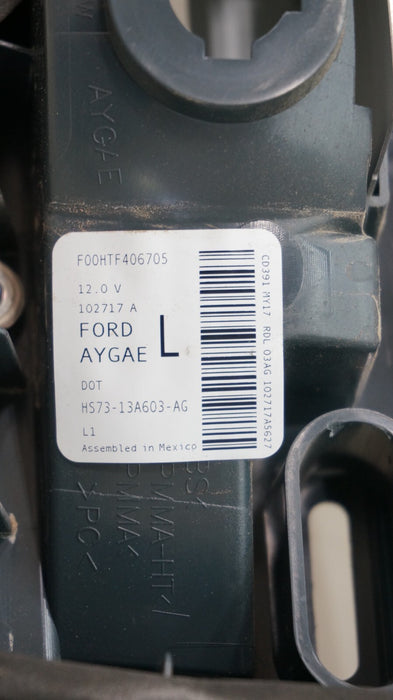 AYGAE
F00HTF406705
12.0 V
102717 A
FORD
AYGAE
L
DOT
HS73-13A603-AG
L1
Assembled in Mexico
CD391 MY17 RDL 03AG 102717A5627
PMMA-HT</
PMMA>
>PC<